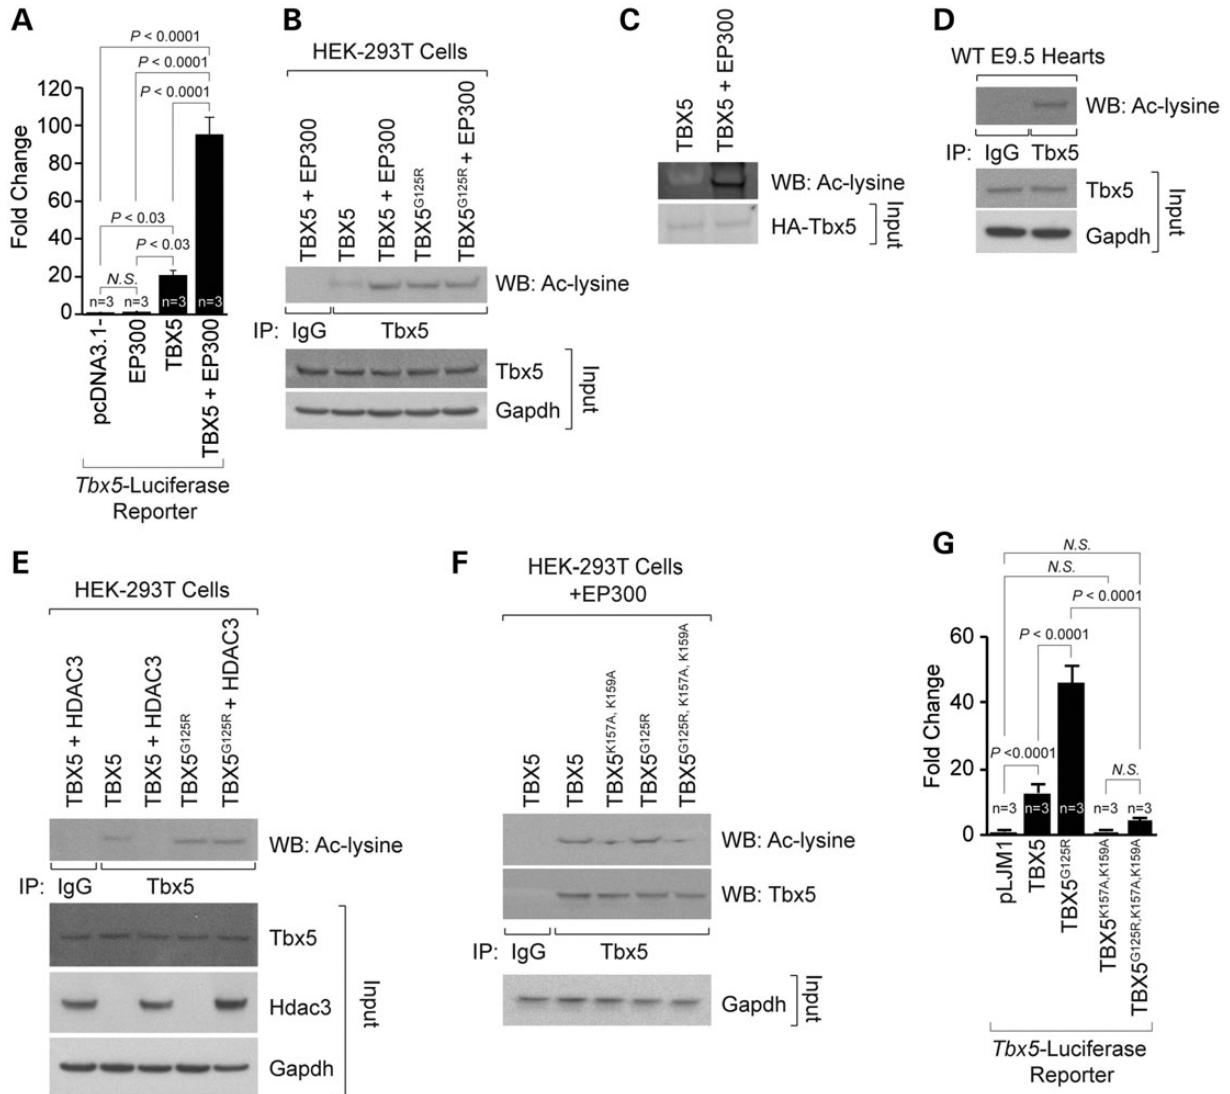 A
P < 0.0001
P < 0.0001
P < 0.0001
120
100
80
60
40
20
0
Fold Change
P < 0.03
P < 0.03
N.S.
n=3
n=3
n=3
n=3
pcDNA3.1-
EP300
TBX5
TBX5 + EP300
Tbx5-Luciferase
Reporter
B
HEK-293T Cells
TBX5 + EP300
TBX5
TBX5 + EP300
TBX5G125R
TBX5G125R + EP300
WB: Ac-lysine
IP: IgG Tbx5
Tbx5
Gapdh
Input
C
TBX5
TBX5 + EP300
WB: Ac-lysine
HA-Tbx5
Input
D
WT E9.5 Hearts
WB: Ac-lysine
IP: IgG Tbx5
Tbx5
Gapdh
Input
E
HEK-293T Cells
TBX5 + HDAC3
TBX5
TBX5 + HDAC3
TBX5G125R
TBX5G125R + HDAC3
WB: Ac-lysine
IP: IgG Tbx5
Tbx5
Hdac3
Gapdh
Input
F
HEK-293T Cells
+EP300
TBX5
TBX5
TBX5K157A, K159A
TBX5G125R
TBX5G125R, K157A, K159A
WB: Ac-lysine
WB: Tbx5
IP: IgG Tbx5
Gapdh
Input
G
N.S.
N.S.
P < 0.0001
P < 0.0001
P <0.0001
N.S.
60
40
20
0
Fold Change
n=3
n=3
n=3
n=3
n=3
pLJM1
TBX5
TBX5G125R
TBX5K157A,K159A
TBX5G125R,K157A,K159A
Tbx5-Luciferase
Reporter